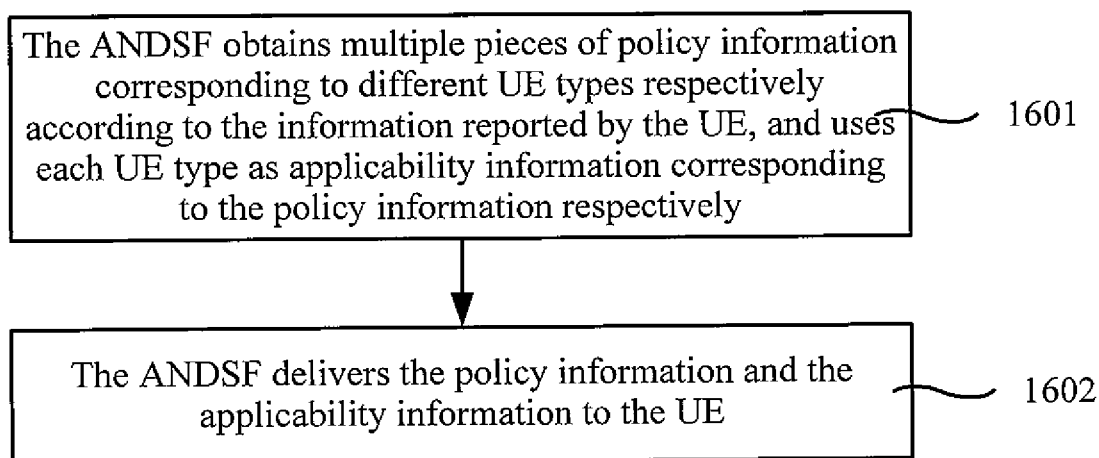 The ANDSF obtains multiple pieces of policy information
corresponding to different UE types respectively
according to the information reported by the UE, and uses
each UE type as applicability information corresponding
to the policy information respectively
1601
The ANDSF delivers the policy information and the
applicability information to the UE
1602